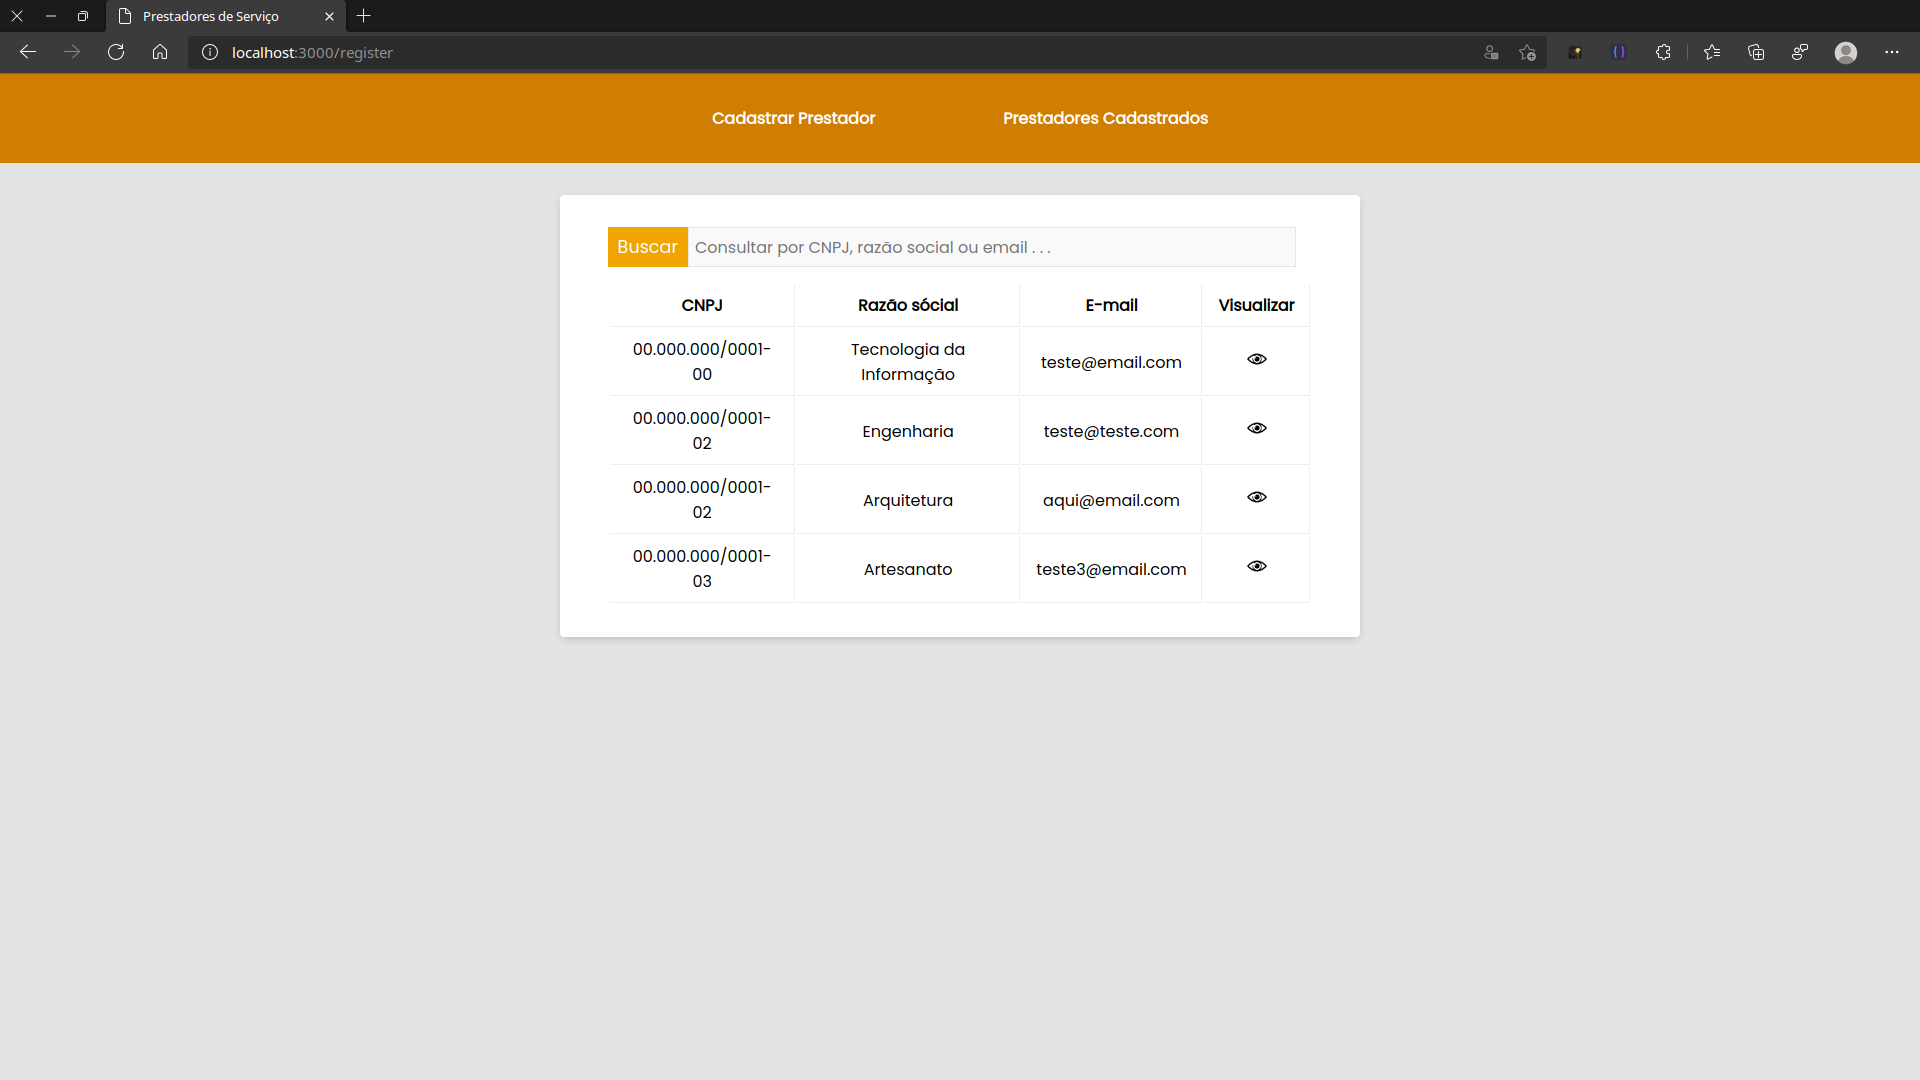 Prestadores de Serviço
localhost:3000/register
Cadastrar Prestador Prestadores Cadastrados
Buscar Consultar por CNPJ, razão social ou email . . .
CNPJ Razão sócial E-mail Visualizar
00.000.000/0001-
00
Tecnologia da
Informação
teste@email.com
00.000.000/0001-
02
Engenharia
teste@teste.com
00.000.000/0001-
02
Arquitetura
aqui@email.com
00.000.000/0001-
03
Artesanato
teste3@email.com